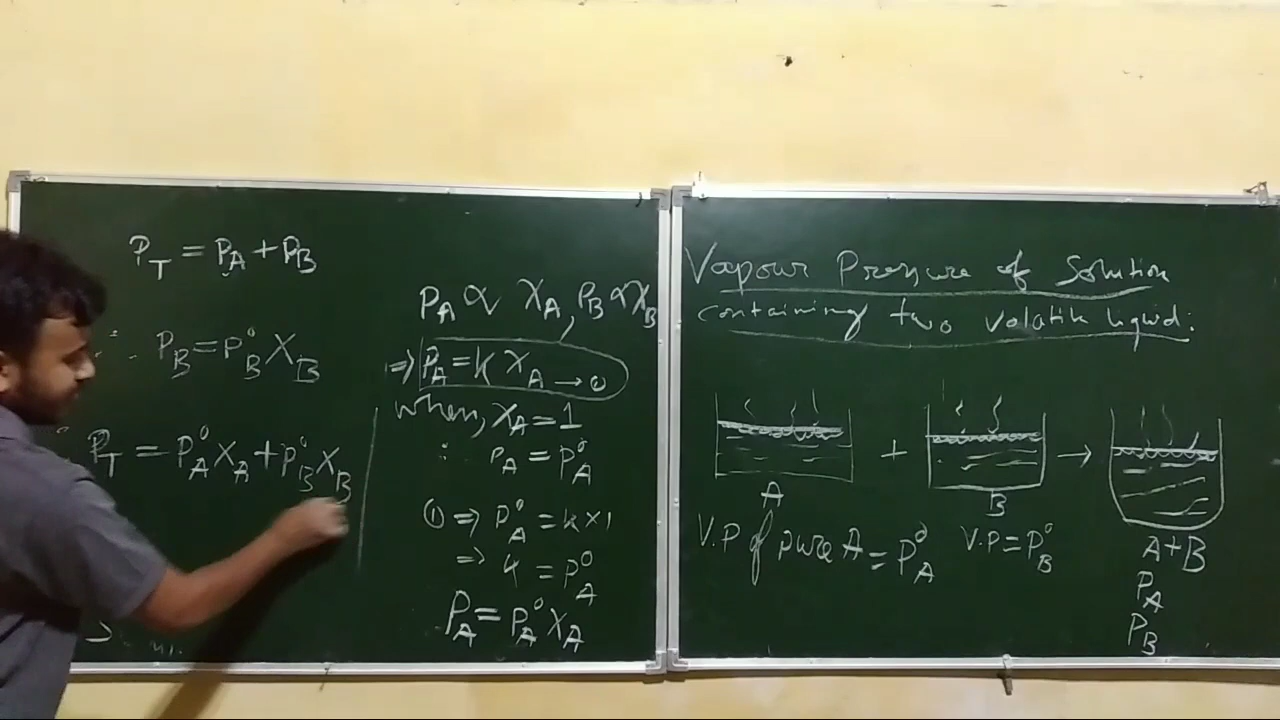 P_T = P_A + P_B
∴ P_B = P°_B X_B
P_T = P°_A X_A + P°_B X_B
P_A ∝ X_A, P_B ∝ X_B
⇒ P_A = K X_A → ①
when, X_A = 1
∴ P_A = P°_A
① ⇒ P°_A = K × 1
⇒ K = P°_A
P_A = P°_A X_A
Vapour Pressure of Solution
containing two volatile liquid:
A + B → A+B
V.P of pure A = P°_A
V.P = P°_B
P_A
P_B